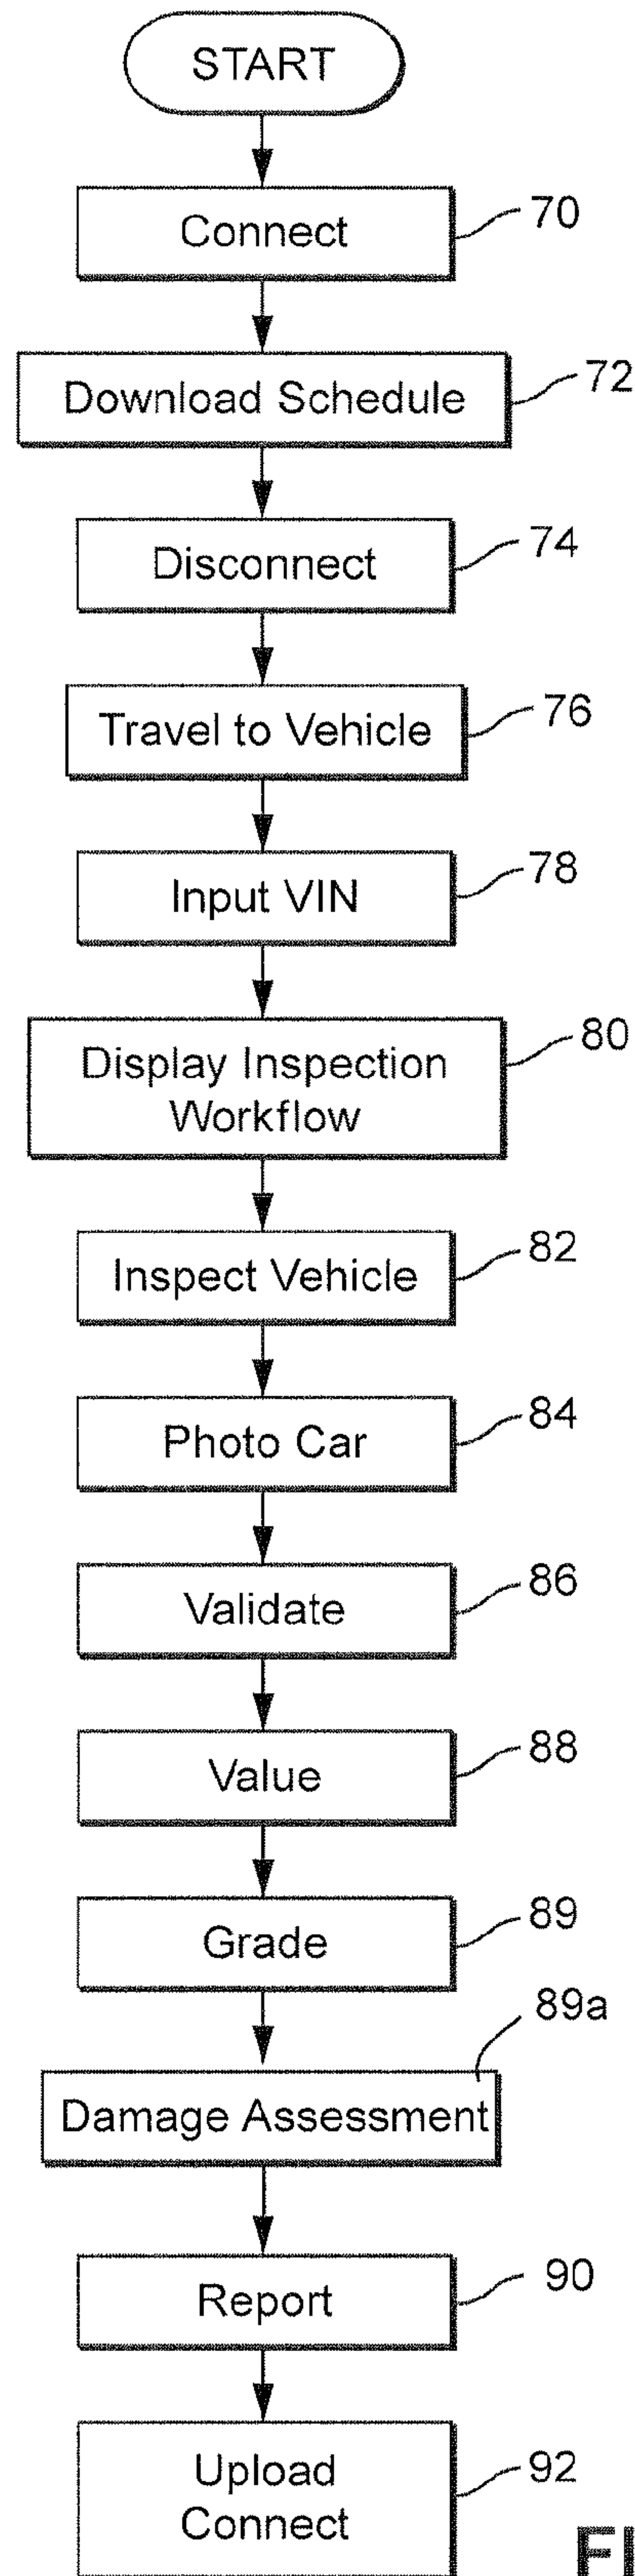 START
Connect
70
Download Schedule
72
Disconnect
74
Travel to Vehicle
76
Input VIN
78
Display Inspection
Workflow
80
Inspect Vehicle
82
Photo Car
84
Validate
86
Value
88
Grade
89
89a
Damage Assessment
Report
90
Upload
Connect
92